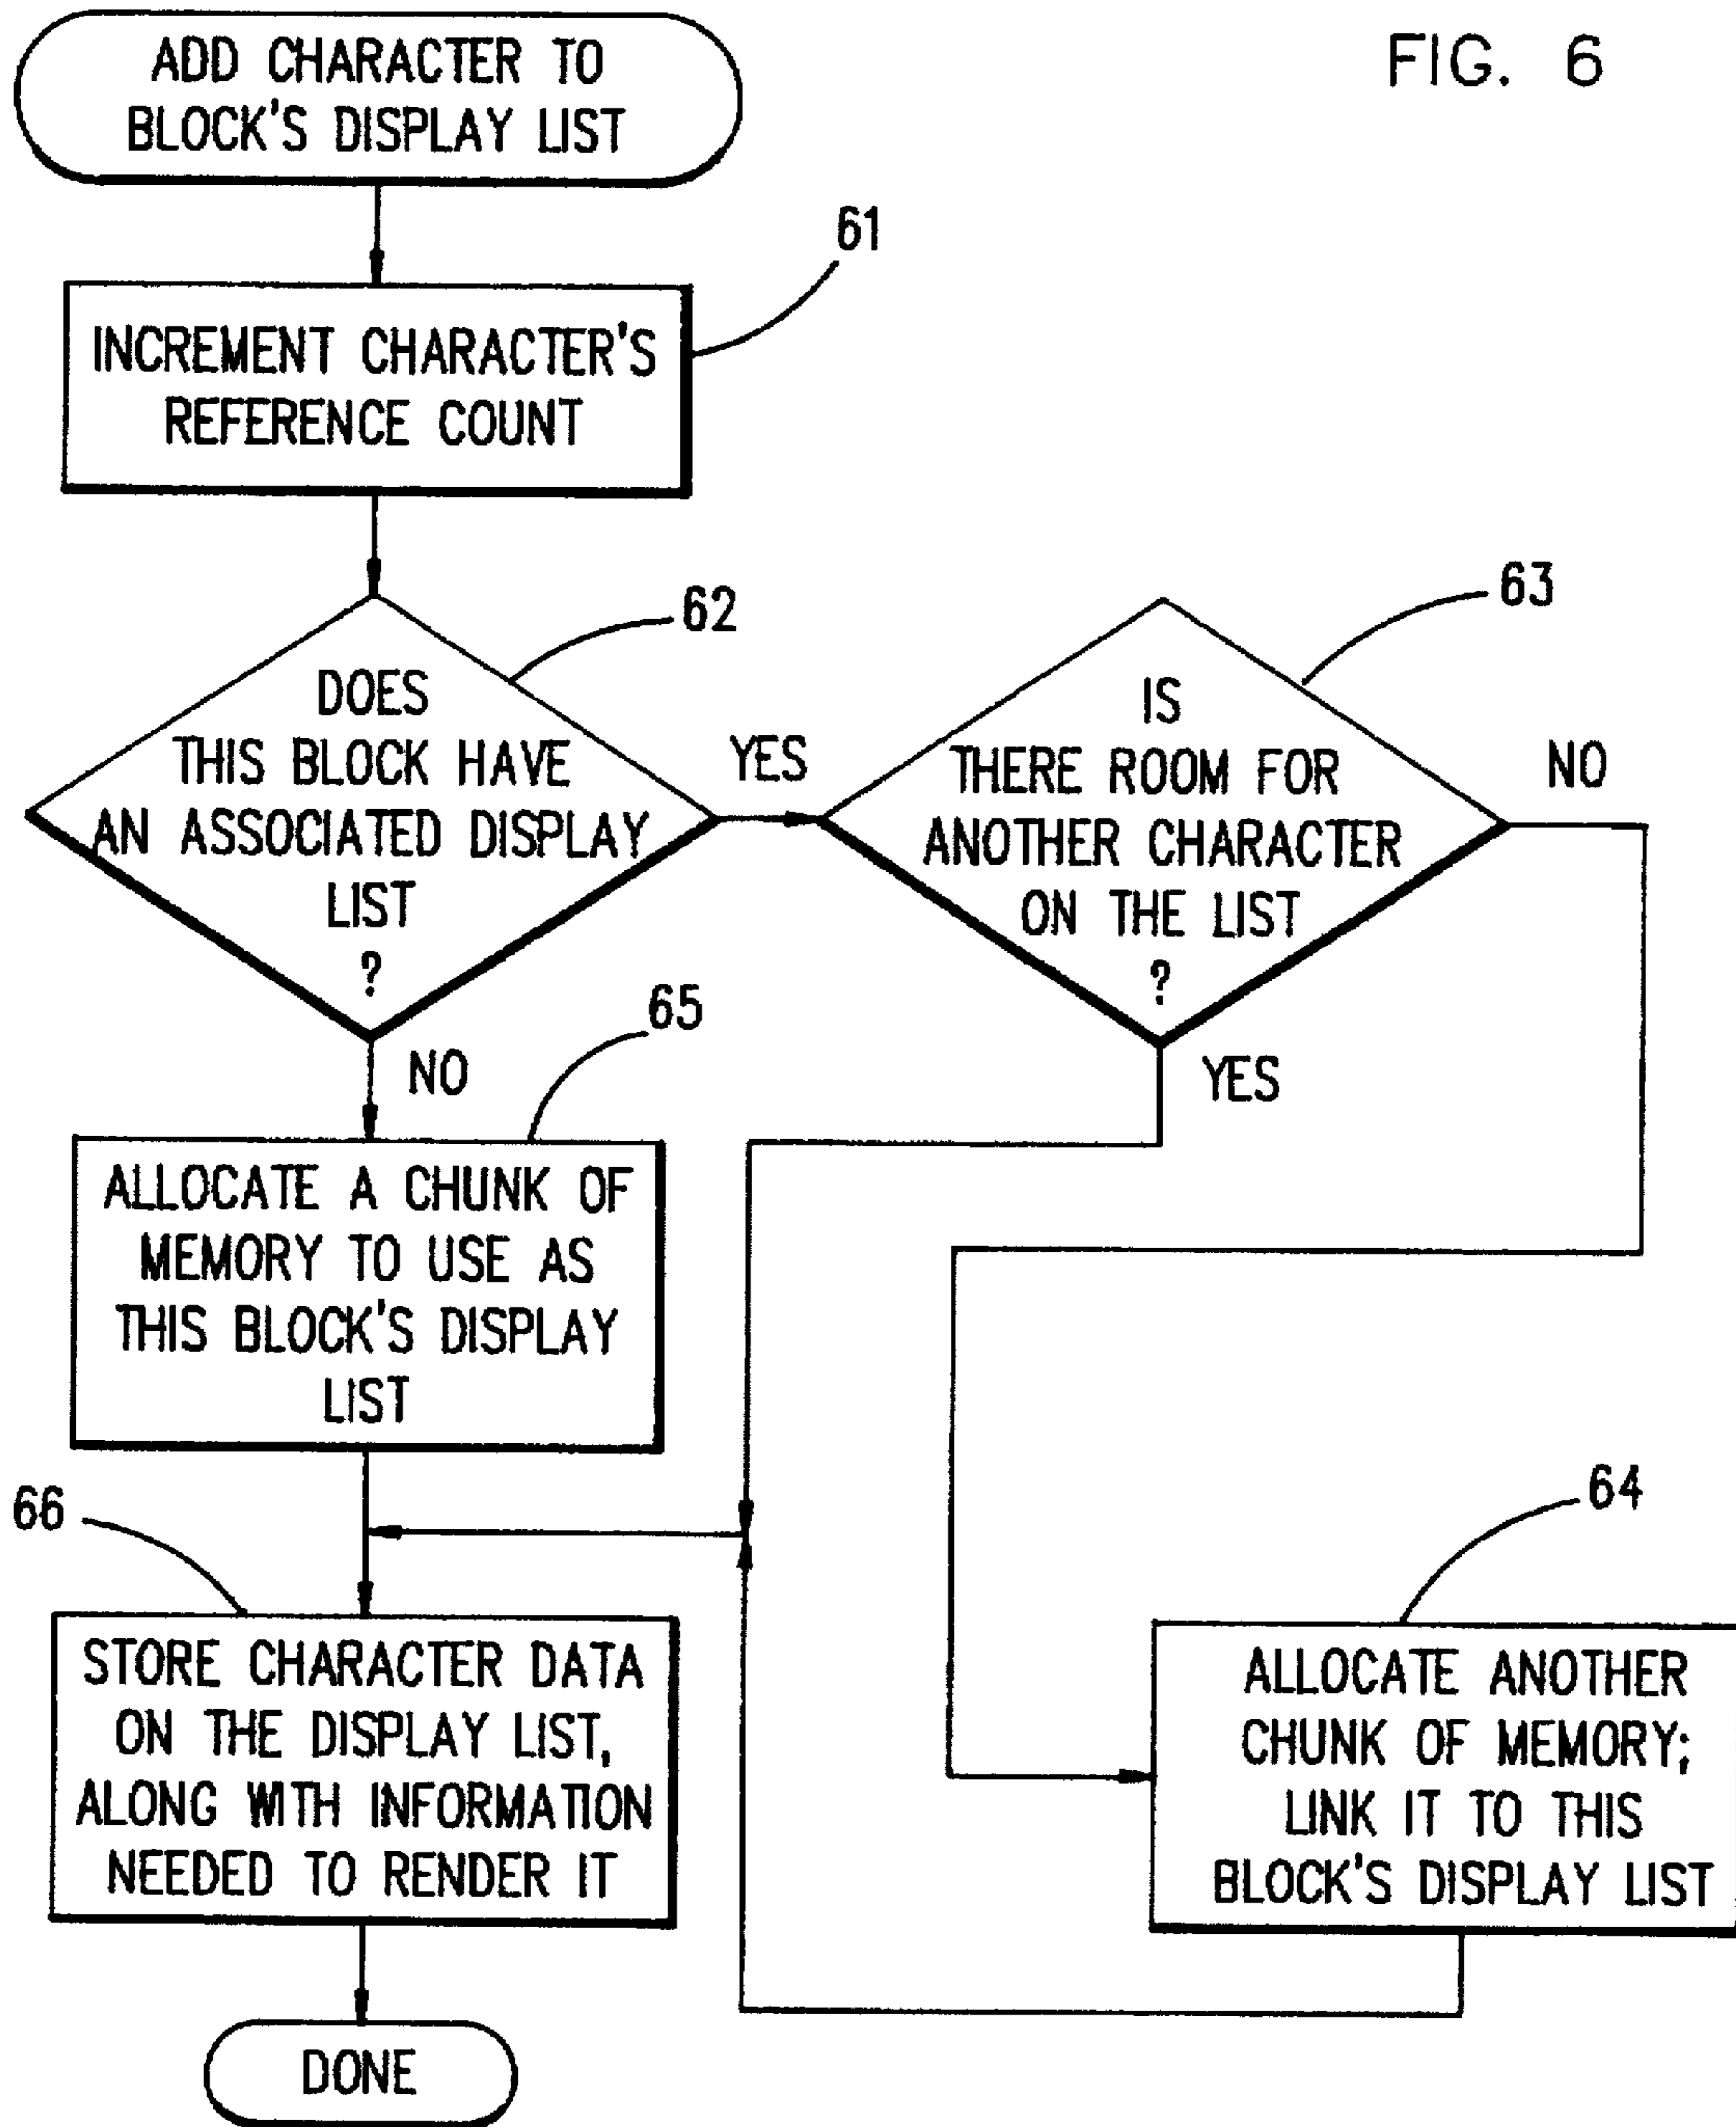 FIG. 6
ADD CHARACTER TO
BLOCK'S DISPLAY LIST
61
INCREMENT CHARACTER'S
REFERENCE COUNT
62
DOES
THIS BLOCK HAVE
AN ASSOCIATED DISPLAY
LIST
?
YES
63
IS
THERE ROOM FOR
ANOTHER CHARACTER
ON THE LIST
?
NO
YES
NO
65
ALLOCATE A CHUNK OF
MEMORY TO USE AS
THIS BLOCK'S DISPLAY
LIST
64
ALLOCATE ANOTHER
CHUNK OF MEMORY;
LINK IT TO THIS
BLOCK'S DISPLAY LIST
66
STORE CHARACTER DATA
ON THE DISPLAY LIST,
ALONG WITH INFORMATION
NEEDED TO RENDER IT
DONE